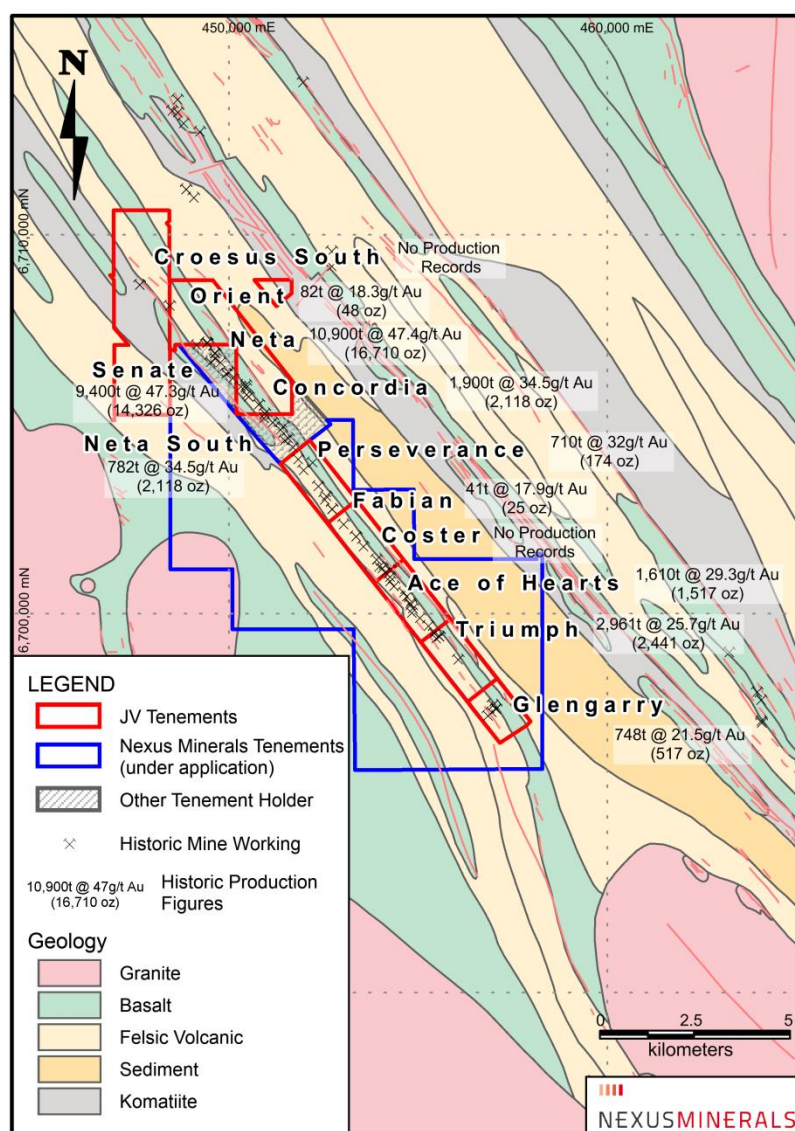 450,000 mE
460,000 mE
N
6,710,000 mN
Croesus South
No Production
Records
Orient
82t @ 18.3g/t Au
(48 oz)
Neta
10,900t @ 47.4g/t Au
(16,710 oz)
Senate
9,400t @ 47.3g/t Au
(14,326 oz)
Concordia
1,900t @ 34.5g/t Au
(2,118 oz)
Neta South
782t @ 34.5g/t Au
(2,118 oz)
Perseverance
710t @ 32g/t Au
(174 oz)
Fabian
41t @ 17.9g/t Au
(25 oz)
Coster
No Production
Records
Ace of Hearts
1,610t @ 29.3g/t Au
(1,517 oz)
6,700,000 mN
Triumph
2,961t @ 25.7g/t Au
(2,441 oz)
Glengarry
748t @ 21.5g/t Au
(517 oz)
LEGEND
JV Tenements
Nexus Minerals Tenements
(under application)
Other Tenement Holder
Historic Mine Working
10,900t @ 47g/t Au
(16,710 oz)
Historic Production
Figures
Geology
Granite
Basalt
Felsic Volcanic
Sediment
Komatiite
0 2.5 5
kilometers
NEXUSMINERALS